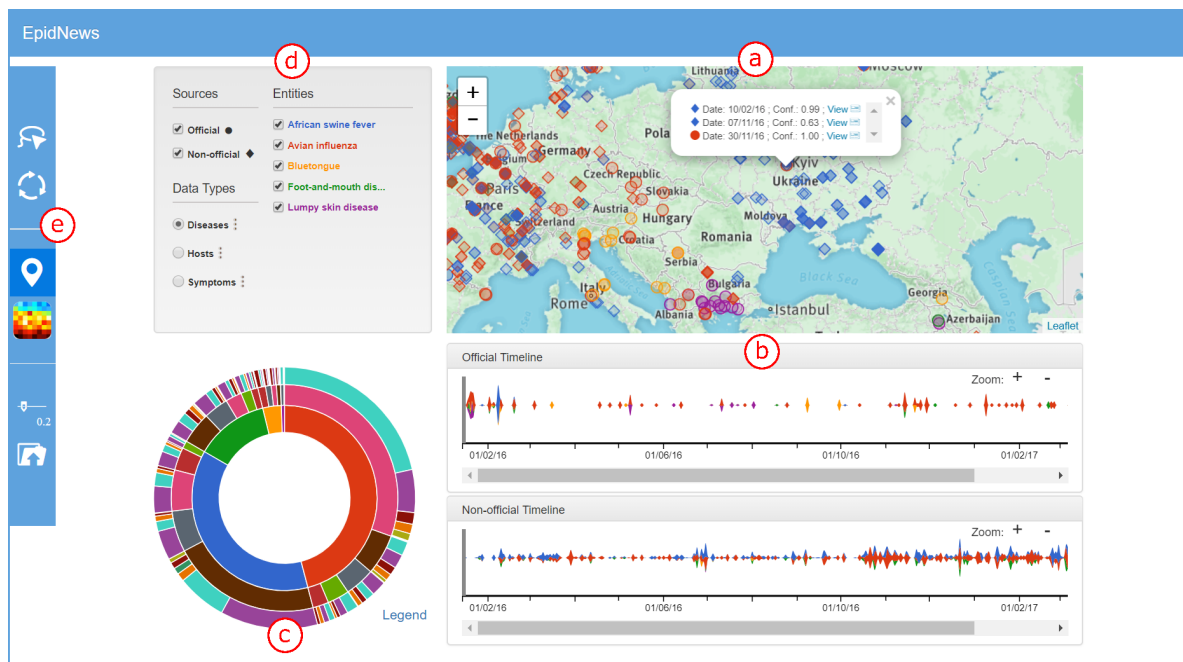 EpidNews
d
Sources
Entities
Official
Non-official
African swine fever
Avian influenza
Bluetongue
Foot-and-mouth dis...
Lumpy skin disease
Data Types
Diseases
Hosts
Symptoms
e
0.2
a
+
-
Lithuania
Moscow
Date: 10/02/16 ; Conf.: 0.99 ; View
Date: 07/11/16 ; Conf.: 0.63 ; View
Date: 30/11/16 ; Conf.: 1.00 ; View
×
The Netherlands
Pola
Germany
Belgium
Kyiv
Czech Republic
Ukraine
Paris
Slovakia
France
Austria
Hungary
Moldova
Switzerland
Romania
Croatia
Serbia
Black Sea
Caspian Sea
Italy
Bulgaria
Georgia
Rome
Albania
Istanbul
Azerbaijan
Leaflet
b
Official Timeline
Zoom: + -
01/02/16 01/06/16 01/10/16 01/02/17
Non-official Timeline
Zoom: + -
01/02/16 01/06/16 01/10/16 01/02/17
Legend
c